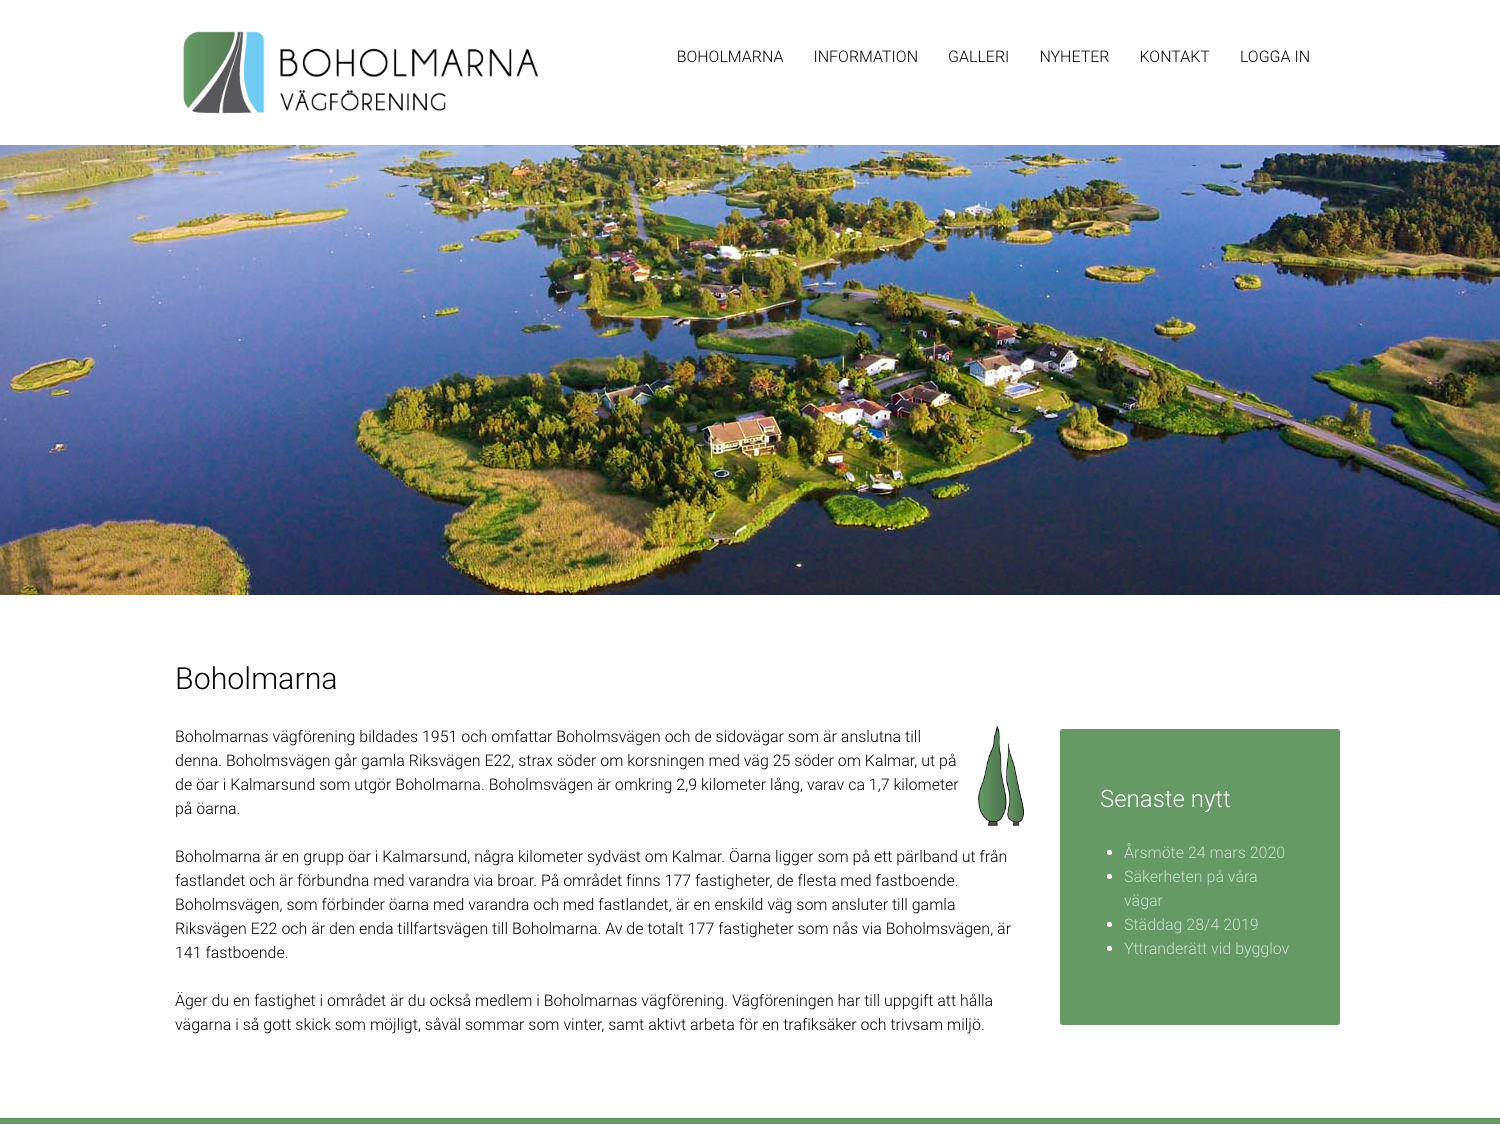 BOHOLMARNA
VÄGFÖRENING
BOHOLMARNA INFORMATION GALLERI NYHETER KONTAKT LOGGA IN
Boholmarna
Boholmarnas vägförening bildades 1951 och omfattar Boholmsvägen och de sidovägar som är anslutna till
denna. Boholmsvägen går gamla Riksvägen E22, strax söder om korsningen med väg 25 söder om Kalmar, ut på
de öar i Kalmarsund som utgör Boholmarna. Boholmsvägen är omkring 2,9 kilometer lång, varav ca 1,7 kilometer
på öarna.
Boholmarna är en grupp öar i Kalmarsund, några kilometer sydväst om Kalmar. Öarna ligger som på ett pärlband ut från
fastlandet och är förbundna med varandra via broar. På området finns 177 fastigheter, de flesta med fastboende.
Boholmsvägen, som förbinder öarna med varandra och med fastlandet, är en enskild väg som ansluter till gamla
Riksvägen E22 och är den enda tillfartsvägen till Boholmarna. Av de totalt 177 fastigheter som nås via Boholmsvägen, är
141 fastboende.
Äger du en fastighet i området är du också medlem i Boholmarnas vägförening. Vägföreningen har till uppgift att hålla
vägarna i så gott skick som möjligt, såväl sommar som vinter, samt aktivt arbeta för en trafiksäker och trivsam miljö.
Senaste nytt
Årsmöte 24 mars 2020
Säkerheten på våra
vägar
Städdag 28/4 2019
Yttranderätt vid bygglov